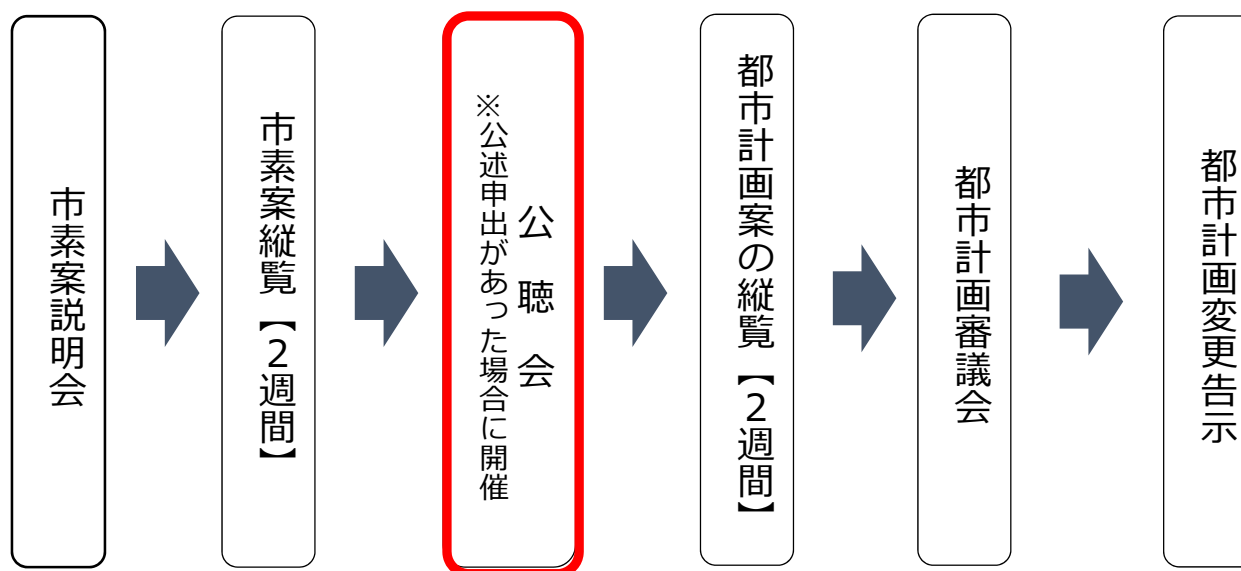 市素案説明会
市素案縦覧【2週間】
公聴会
※公述申出があった場合に開催
都市計画案の縦覧【2週間】
都市計画審議会
都市計画変更告示